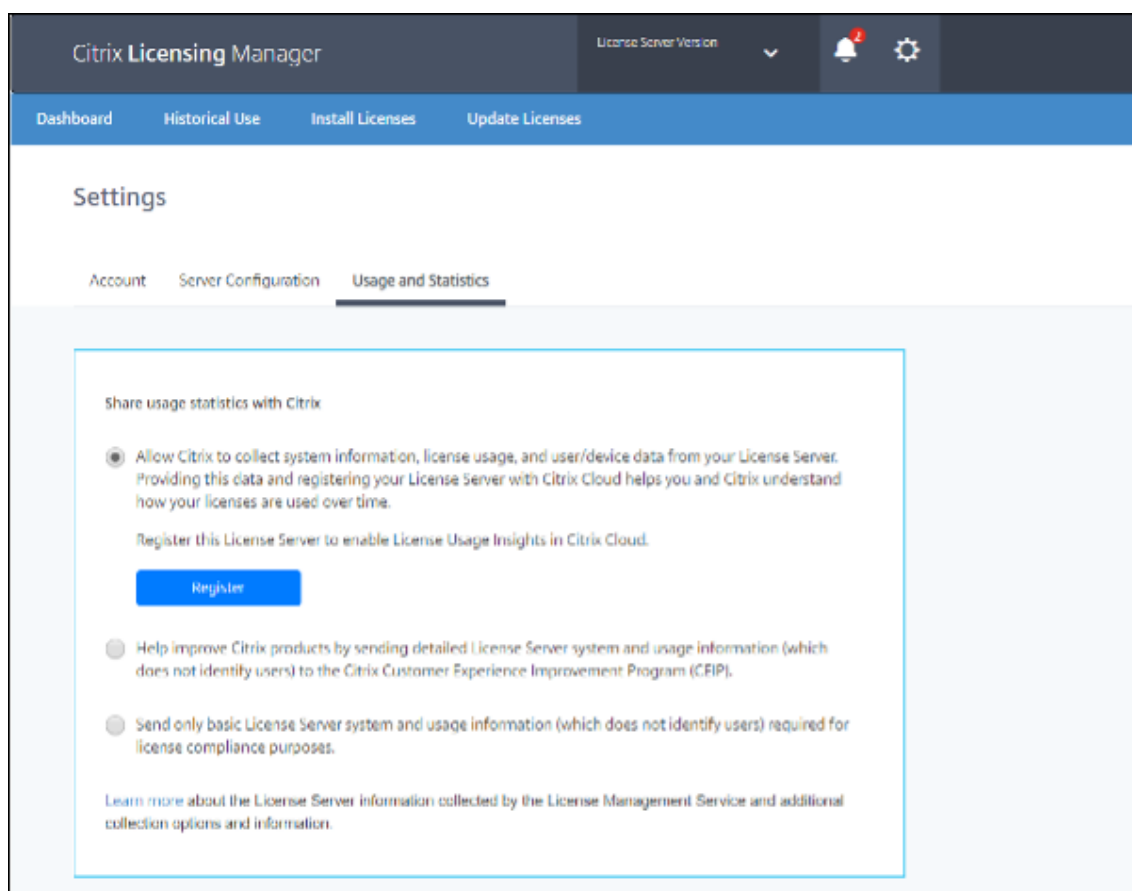 Citrix Licensing Manager
License Server Version
2
Dashboard Historical Use Install Licenses Update Licenses
Settings
Account Server Configuration Usage and Statistics
Share usage statistics with Citrix
Allow Citrix to collect system information, license usage, and user/device data from your License Server.
Providing this data and registering your License Server with Citrix Cloud helps you and Citrix understand
how your licenses are used over time.
Register this License Server to enable License Usage Insights in Citrix Cloud.
Register
Help improve Citrix products by sending detailed License Server system and usage information (which
does not identify users) to the Citrix Customer Experience Improvement Program (CEIP).
Send only basic License Server system and usage information (which does not identify users) required for
license compliance purposes.
Learn more about the License Server information collected by the License Management Service and additional
collection options and information.